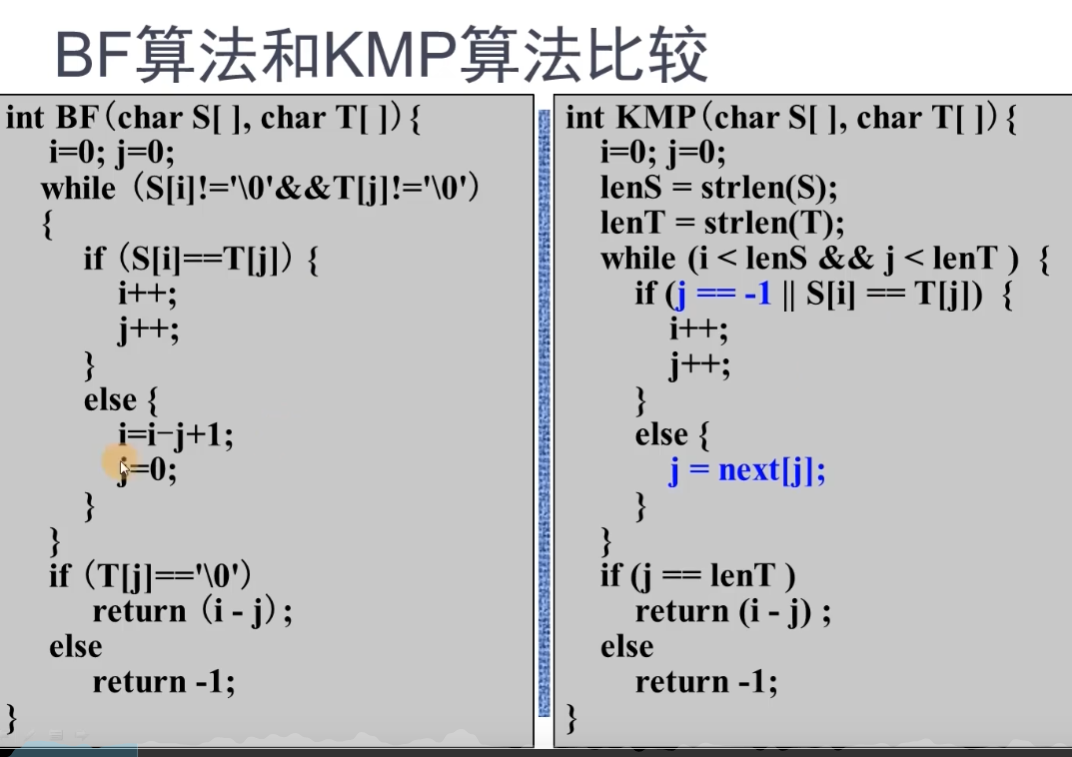 BF算法和KMP算法比较
int BF(char S[ ], char T[ ]){
i=0; j=0;
while (S[i]!='\0'&&T[j]!='\0')
{
if (S[i]==T[j]) {
i++;
j++;
}
else {
i=i-j+1;
j=0;
}
}
if (T[j]=='\0')
return (i - j);
else
return -1;
}
int KMP(char S[ ], char T[ ]){
i=0; j=0;
lenS = strlen(S);
lenT = strlen(T);
while (i < lenS && j < lenT ) {
if (j == -1 || S[i] == T[j]) {
i++;
j++;
}
else {
j = next[j];
}
}
if (j == lenT )
return (i - j) ;
else
return -1;
}